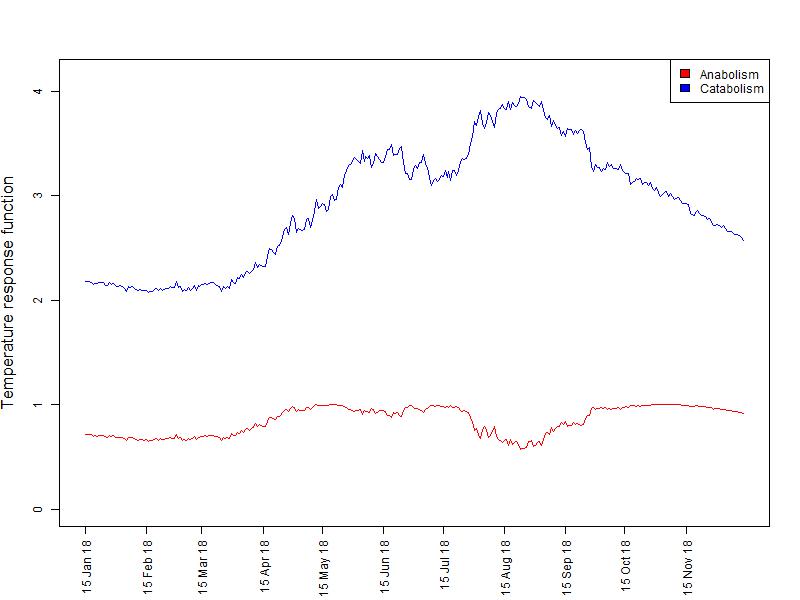 Anabolism
Catabolism
Temperature response function
4
3
2
1
0
15 Jan 18
15 Feb 18
15 Mar 18
15 Apr 18
15 May 18
15 Jun 18
15 Jul 18
15 Aug 18
15 Sep 18
15 Oct 18
15 Nov 18